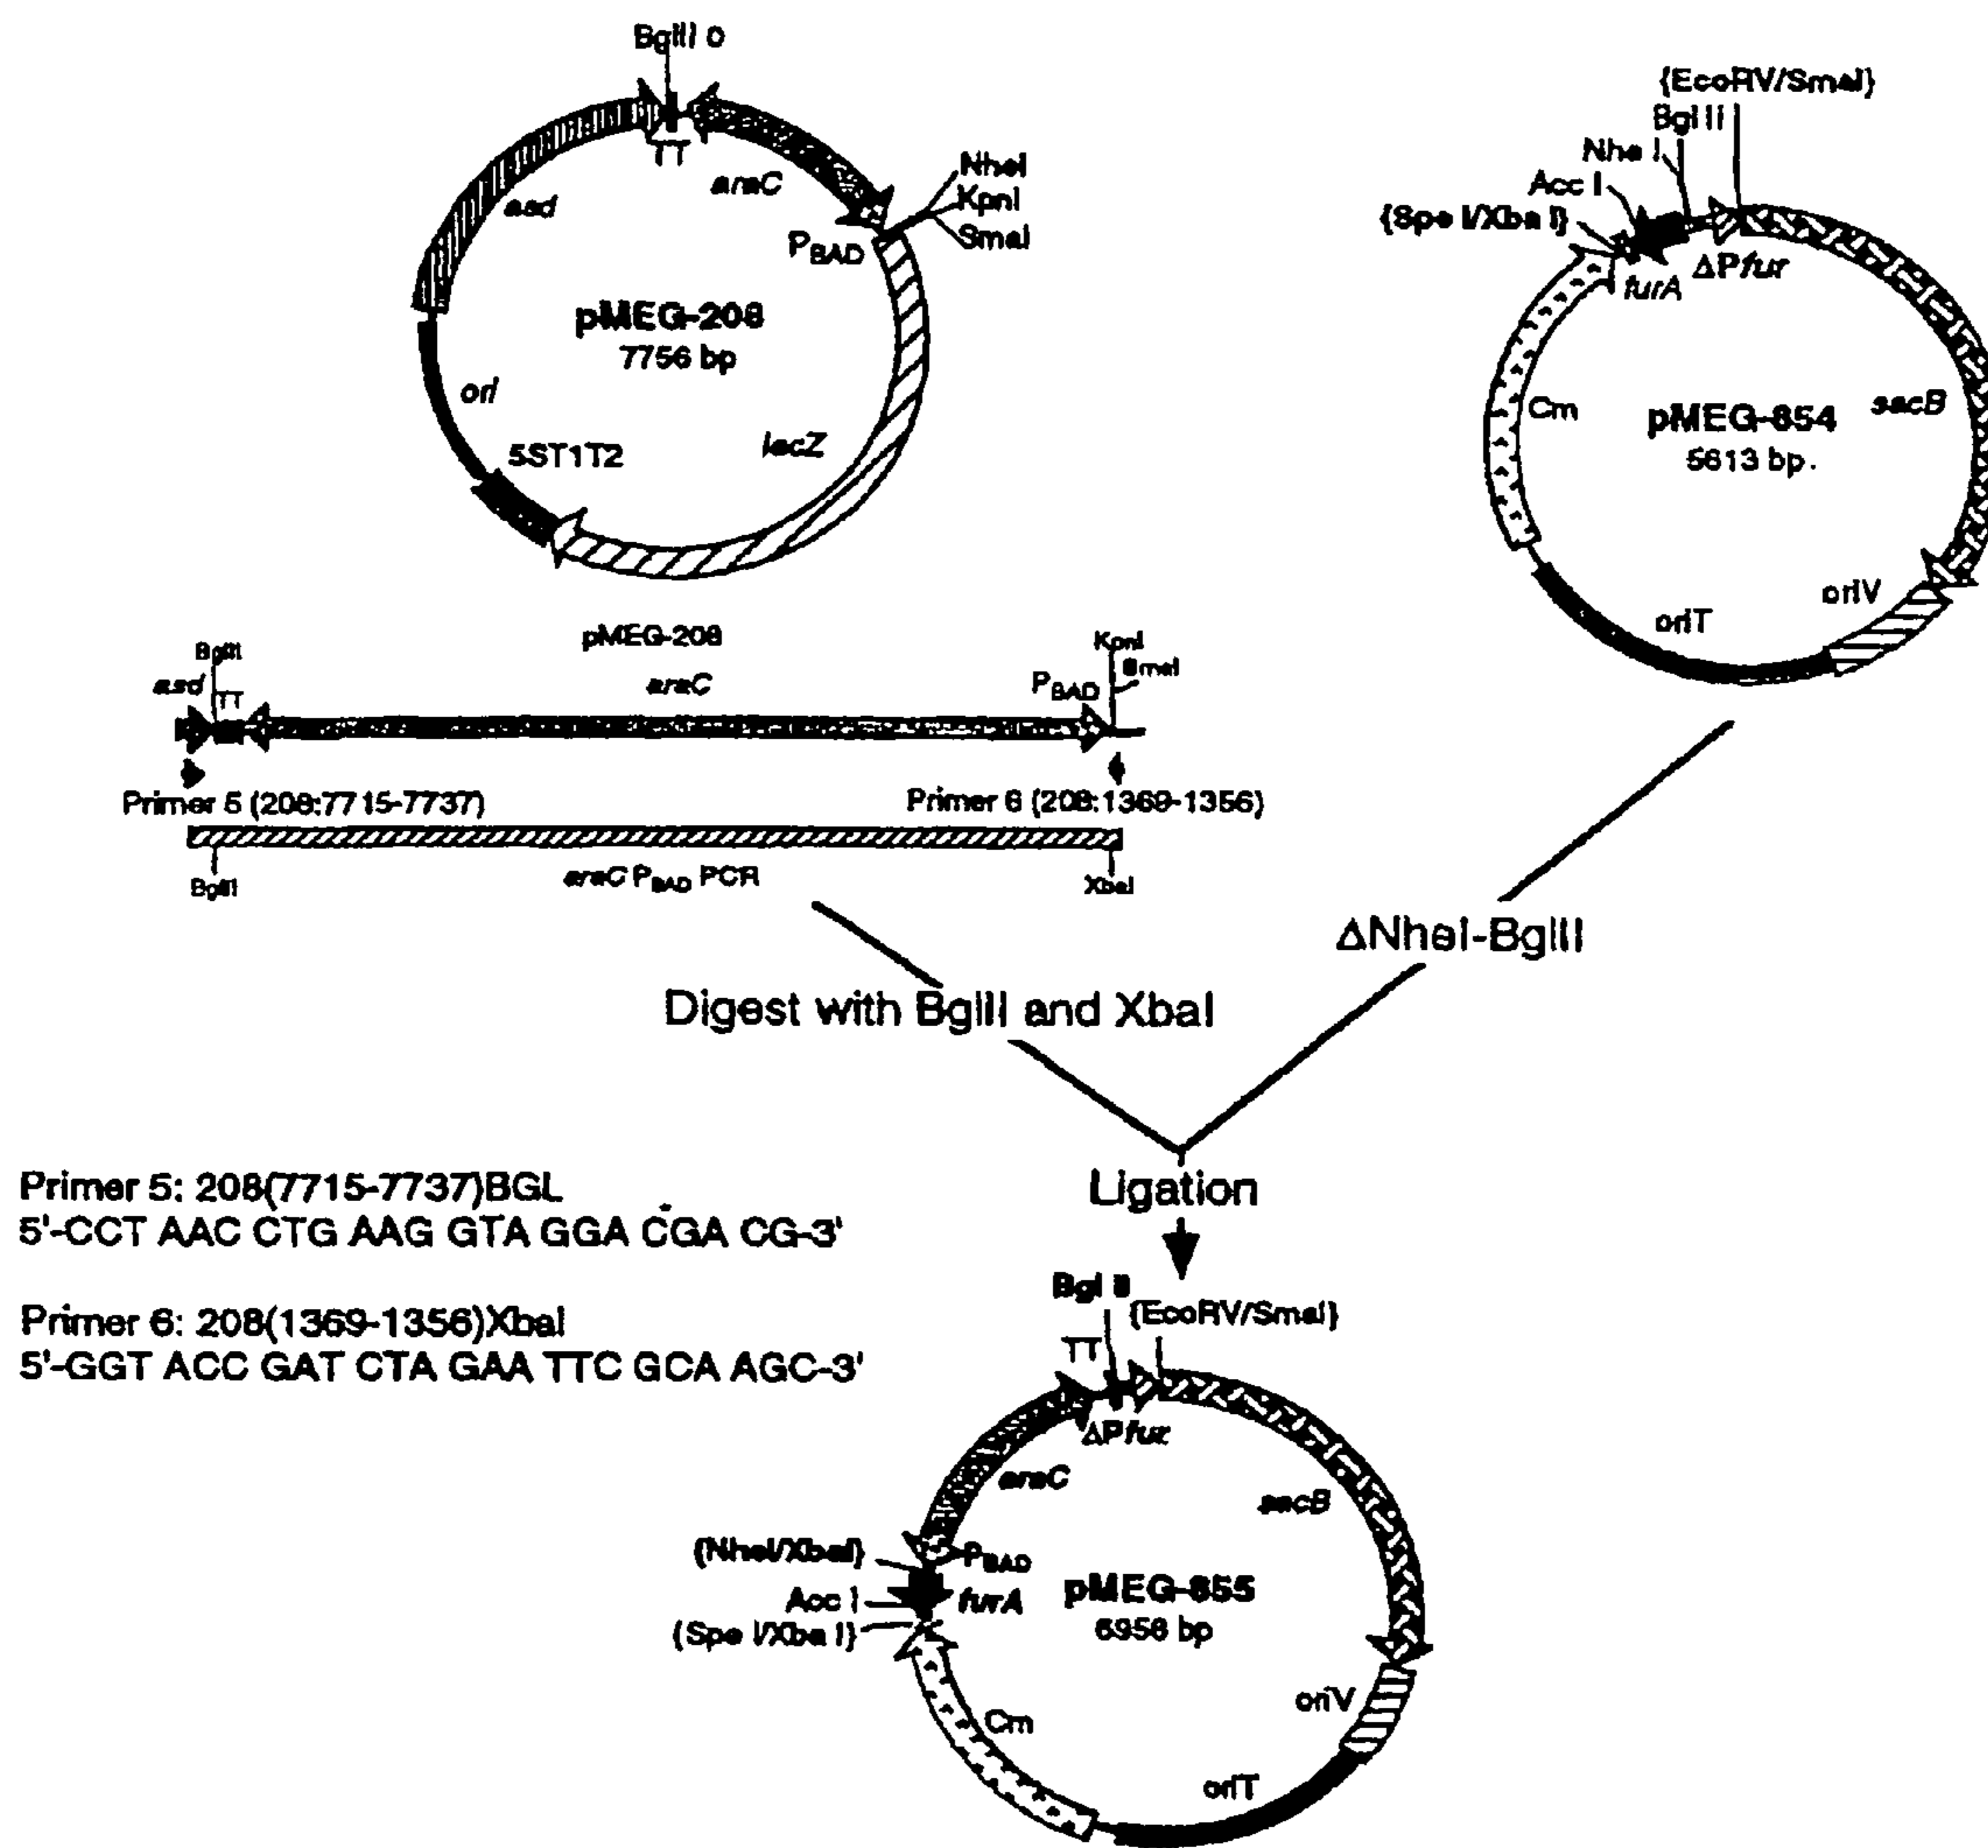 BglII 0
TT
asd
araC
NheI
KpnI
SmaI
PBAD
pMEG-208
7756 bp
ori
5ST1T2
lacZ
{EcoRV/SmaI}
Bgl II
Nhe I
Acc I
{Spe I/Xba I}
furA
ΔPfur
Cm
pMEG-854
5613 bp.
sacB
oriV
oriT
pMEG-208
BglII
asd
TT
araC
PBAD
KpnI
SmaI
Primer 5 (208:7715-7737)
Primer 6 (208:1369-1356)
BglII
araC PBAD PCR
XbaI
ΔNheI-BglII
Digest with BglII and XbaI
Ligation
Primer 5: 208(7715-7737)BGL
5'-CCT AAC CTG AAG GTA GGA CGA CG-3'
Primer 6: 208(1369-1356)XbaI
5'-GGT ACC GAT CTA GAA TTC GCA AGC-3'
Bgl II
{EcoRV/SmaI}
TT
ΔPfur
araC
sacB
{NheI/XbaI}
PBAD
Acc I
furA
{Spe I/Xba I}
pMEG-855
6958 bp
oriV
Cm
oriT